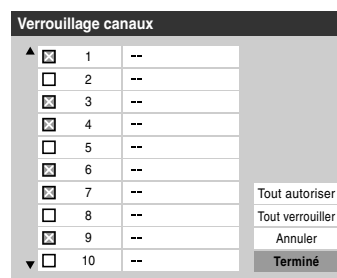 Verrouillage canaux
1 --
2 --
3 --
4 --
5 --
6 --
7 --
8 --
9 --
10 --
Tout autoriser
Tout verrouiller
Annuler
Terminé